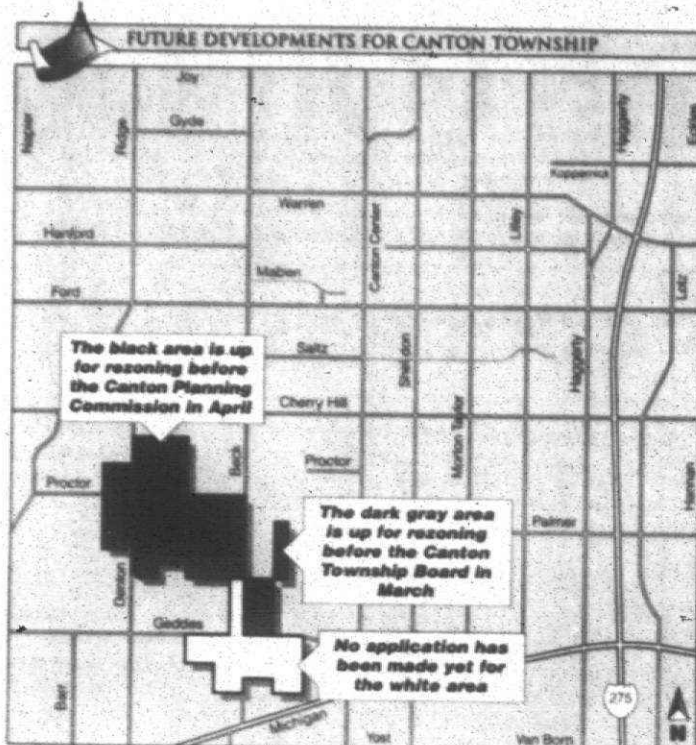 FUTURE DEVELOPMENTS FOR CANTON TOWNSHIP
Joy
Gyde
Napier
Ridge
Haggerty
Koppernick
Warren
Canton Center
Lilley
Hanford
Maben
Ford
Lotz
The black area is up
for rezoning before
the Canton Planning
Commission in April
Saltz
Sheldon
Haggerty
Cherry Hill
Beck
Morton Taylor
Proctor
Proctor
The dark gray area
is up for rezoning
before the Canton
Township Board in
March
Palmer
Denton
Geddes
No application has
been made yet for
the white area
Barr
Michigan
275
N
Yost
Van Born